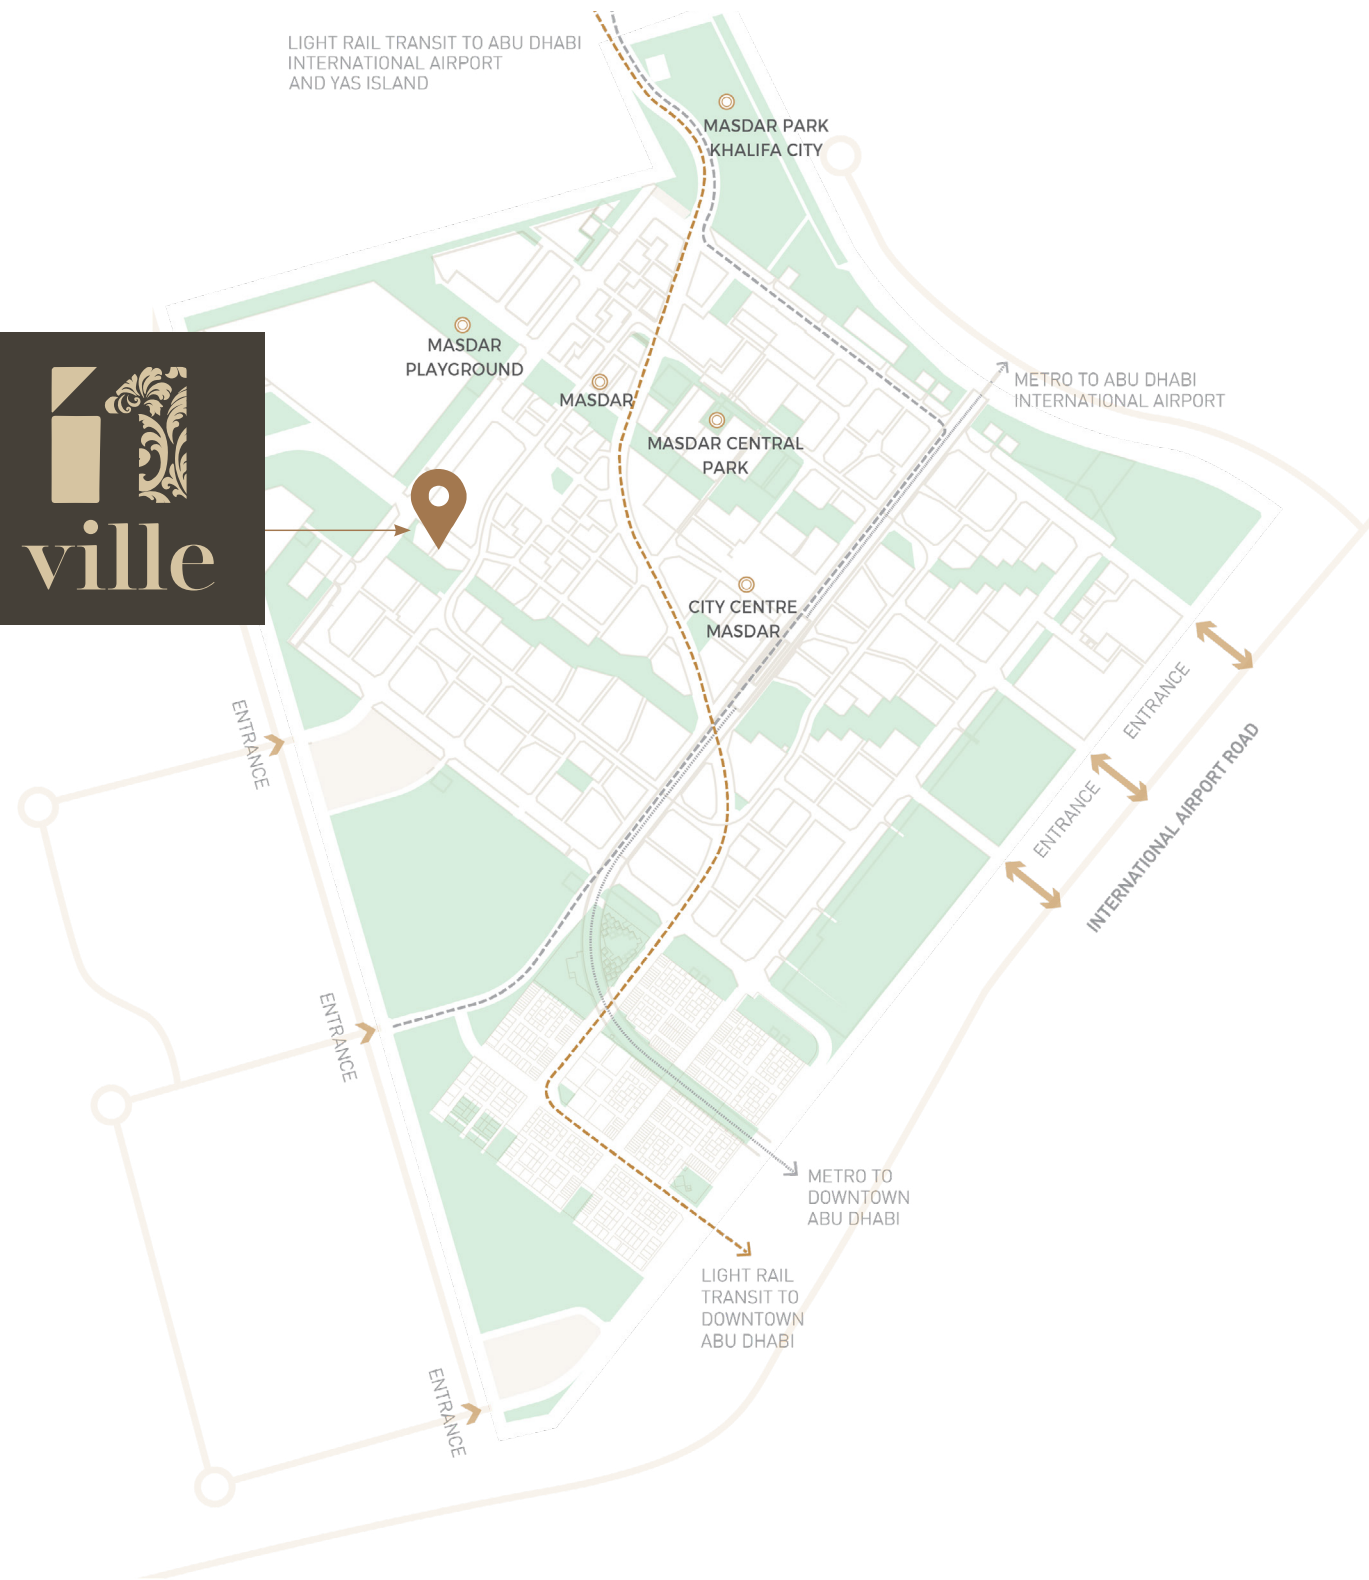 LIGHT RAIL TRANSIT TO ABU DHABI
INTERNATIONAL AIRPORT
AND YAS ISLAND
MASDAR PARK
KHALIFA CITY
MASDAR
PLAYGROUND
MASDAR
METRO TO ABU DHABI
INTERNATIONAL AIRPORT
MASDAR CENTRAL
PARK
ville
CITY CENTRE
MASDAR
ENTRANCE
ENTRANCE
ENTRANCE
INTERNATIONAL AIRPORT ROAD
ENTRANCE
METRO TO
DOWNTOWN
ABU DHABI
LIGHT RAIL
TRANSIT TO
DOWNTOWN
ABU DHABI
ENTRANCE